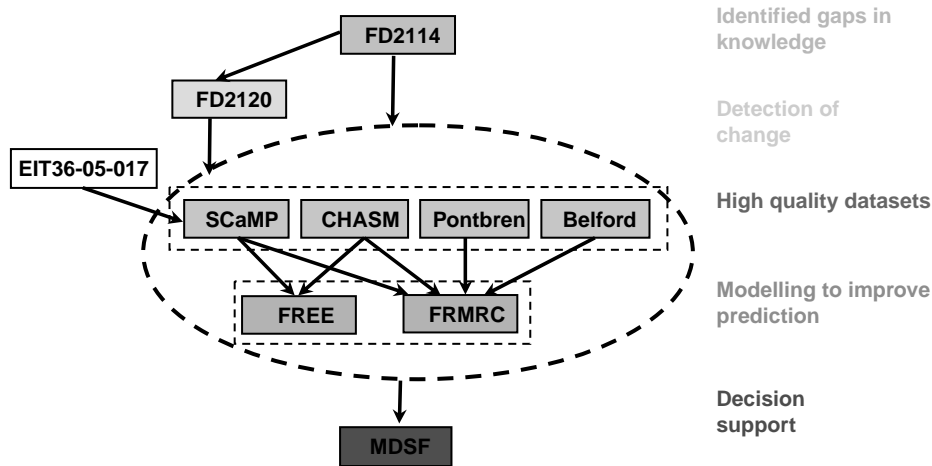 Identified gaps in
knowledge
FD2114
FD2120
Detection of
change
EIT36-05-017
High quality datasets
SCaMP
CHASM
Pontbren
Belford
Modelling to improve
prediction
FREE
FRMRC
Decision
support
MDSF